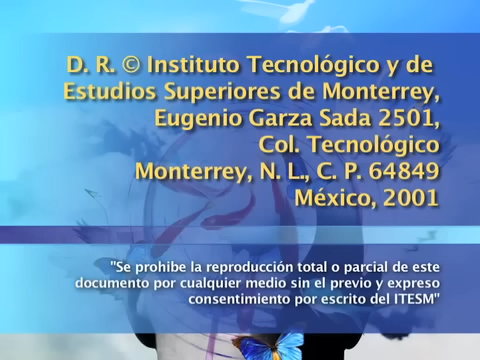 D. R. © Instituto Tecnológico y de
Estudios Superiores de Monterrey,
Eugenio Garza Sada 2501,
Col. Tecnológico
Monterrey, N. L., C. P. 64849
México, 2001
"Se prohibe la reproducción total o parcial de este
documento por cualquier medio sin el previo y expreso
consentimiento por escrito del ITESM"